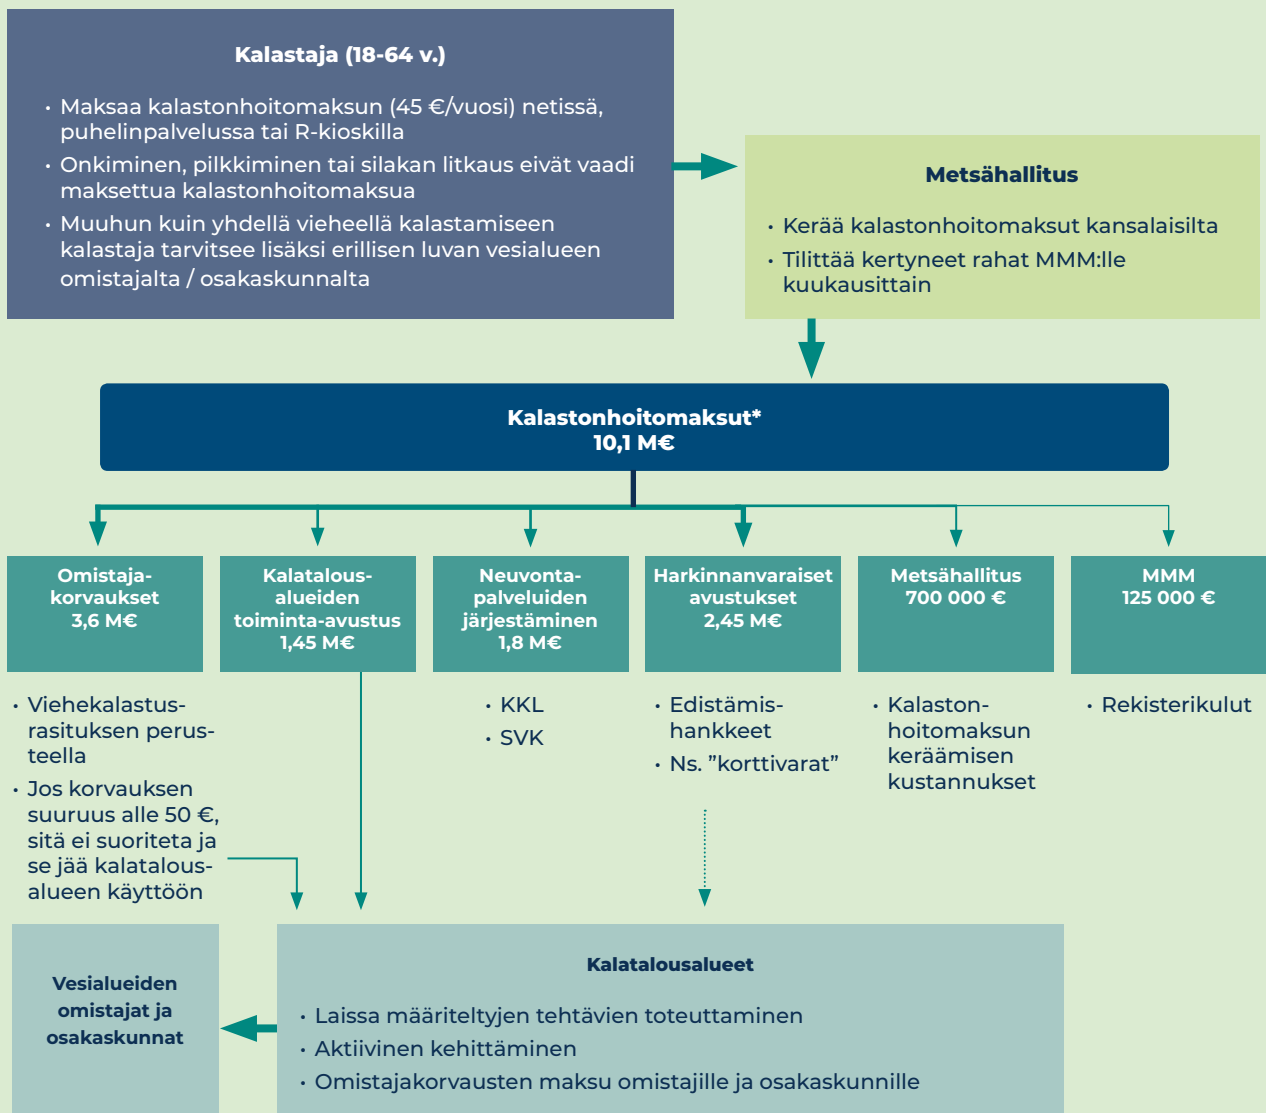 Kalastaja (18-64 v.)
• Maksaa kalastonhoitomaksun (45 €/vuosi) netissä,
puhelinpalvelussa tai R-kioskilla
• Onkiminen, pilkkiminen tai silakan litkaus eivät vaadi
maksettua kalastonhoitomaksua
• Muuhun kuin yhdellä vieheellä kalastamiseen
kalastaja tarvitsee lisäksi erillisen luvan vesialueen
omistajalta / osakaskunnalta
Metsähallitus
• Kerää kalastonhoitomaksut kansalaisilta
• Tilittää kertyneet rahat MMM:lle
kuukausittain
Kalastonhoitomaksut*
10,1 M€
Omistaja-
korvaukset
3,6 M€
Kalatalous-
alueiden
toiminta-avustus
1,45 M€
Neuvonta-
palveluiden
järjestäminen
1,8 M€
Harkinnanvaraiset
avustukset
2,45 M€
Metsähallitus
700 000 €
MMM
125 000 €
• Viehekalastus-
rasituksen perus-
teella
• Jos korvauksen
suuruus alle 50 €,
sitä ei suoriteta ja
se jää kalatalous-
alueen käyttöön
• KKL
• SVK
• Edistämis-
hankkeet
• Ns. ”korttivarat”
• Kalaston-
hoitomaksun
keräämisen
kustannukset
• Rekisterikulut
Vesialueiden
omistajat ja
osakaskunnat
Kalatalousalueet
• Laissa määriteltyjen tehtävien toteuttaminen
• Aktiivinen kehittäminen
• Omistajakorvausten maksu omistajille ja osakaskunnille